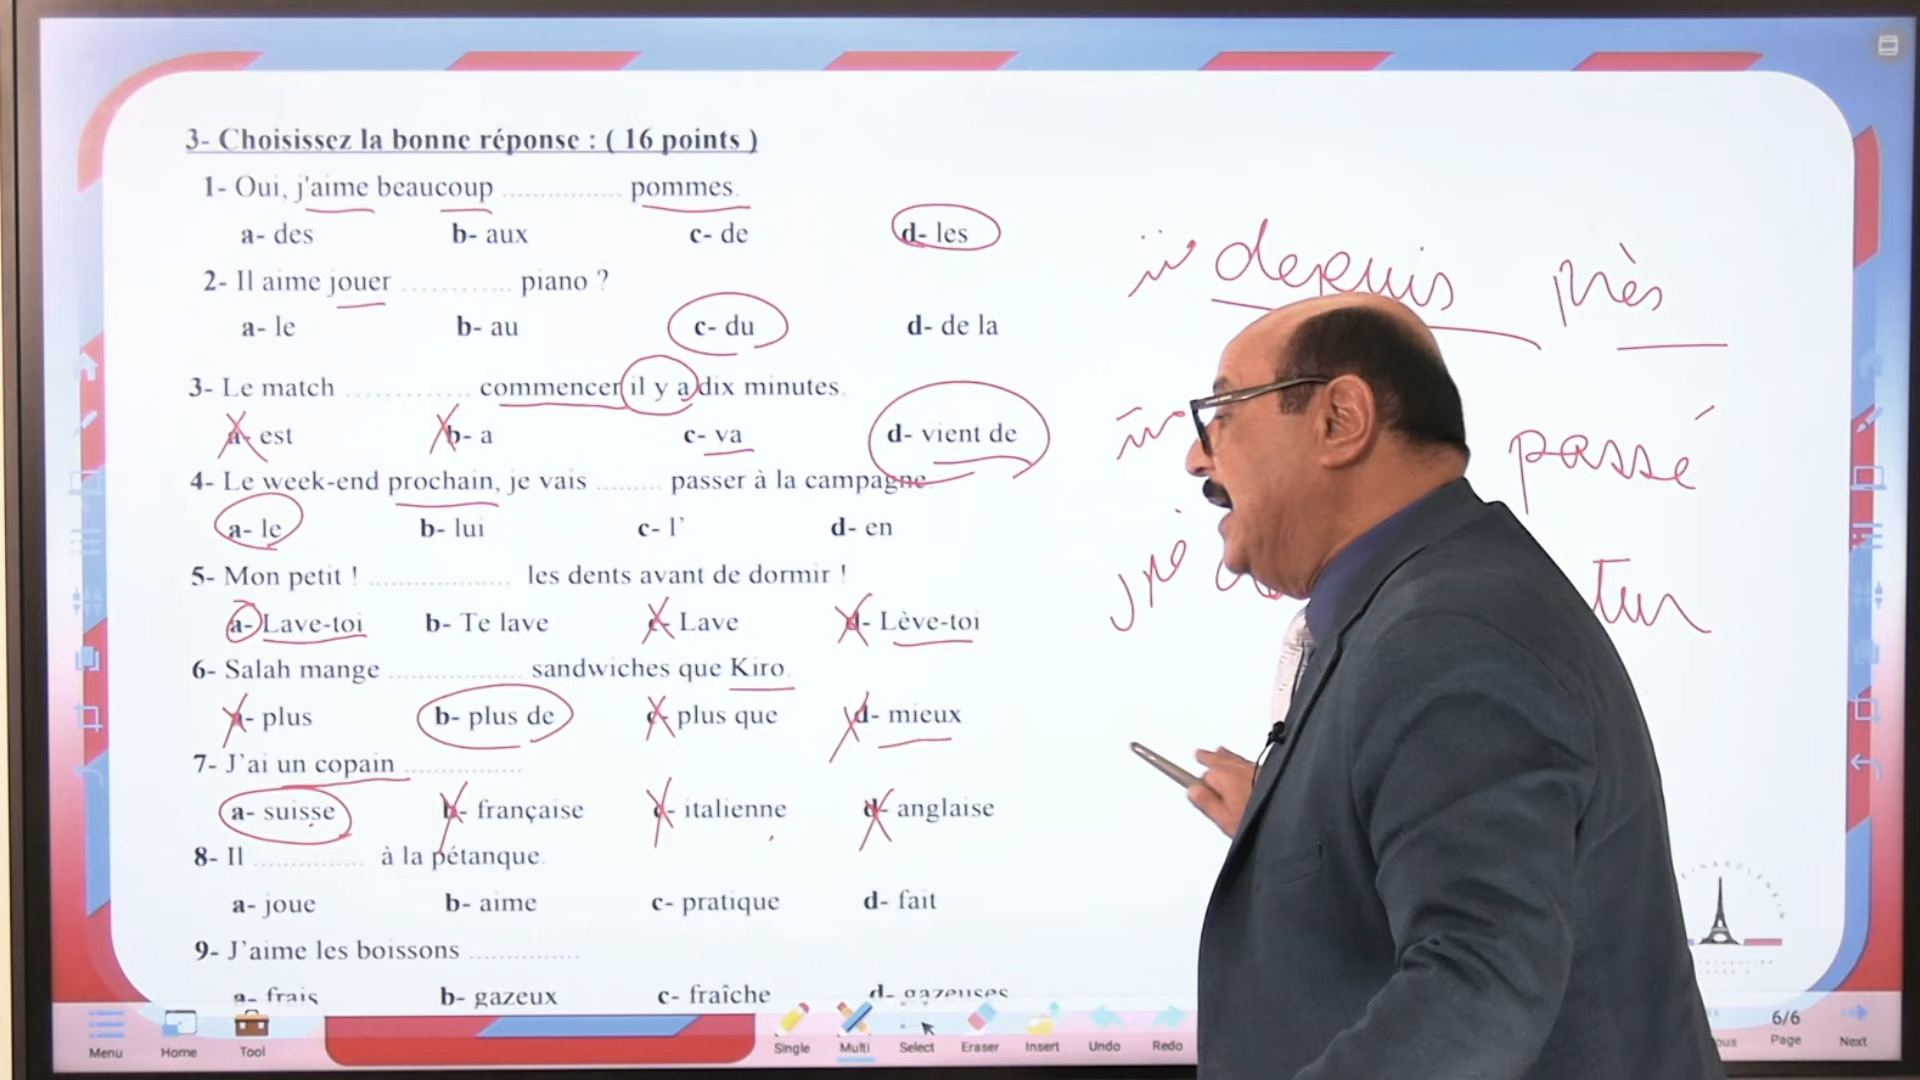 3- Choisissez la bonne réponse : ( 16 points )
1- Oui, j'aime beaucoup .............. pommes.
a- des b- aux c- de d- les
2- Il aime jouer ............. piano ?
a- le b- au c- du d- de la
3- Le match .............. commencer il y a dix minutes.
a- est b- a c- va d- vient de
4- Le week-end prochain, je vais ........ passer à la campagne.
a- le b- lui c- l' d- en
5- Mon petit ! ................ les dents avant de dormir !
a- Lave-toi b- Te lave c- Lave d- Lève-toi
6- Salah mange ............... sandwiches que Kiro.
a- plus b- plus de c- plus que d- mieux
7- J'ai un copain .............
a- suisse b- française c- italienne d- anglaise
8- Il ............. à la pétanque.
a- joue b- aime c- pratique d- fait
9- J'aime les boissons .............
a- frais b- gazeux c- fraîche d- gazeuses
depuis près
passé
Menu Home Tool Single Multi Select Eraser Insert Undo Redo 6/6 Page Next